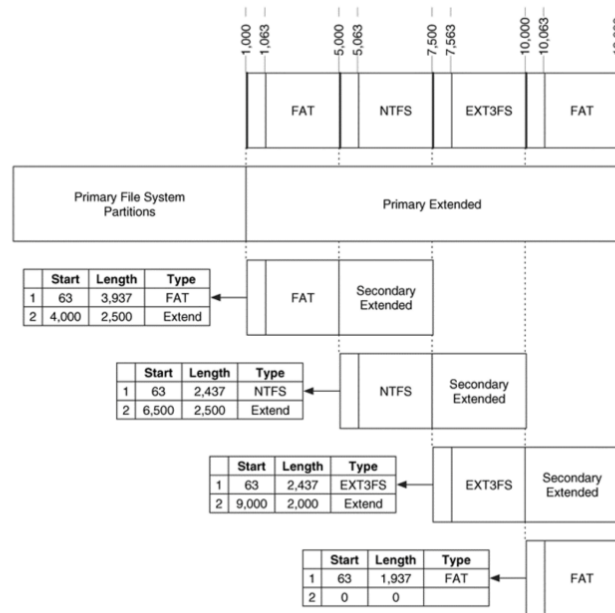 1,000
1,063
5,000
5,063
7,500
7,563
10,000
10,063
FAT
NTFS
EXT3FS
FAT
Primary File System
Partitions
Primary Extended
Start Length Type
1 63 3,937 FAT
2 4,000 2,500 Extend
FAT
Secondary
Extended
Start Length Type
1 63 2,437 NTFS
2 6,500 2,500 Extend
NTFS
Secondary
Extended
Start Length Type
1 63 2,437 EXT3FS
2 9,000 2,000 Extend
EXT3FS
Secondary
Extended
Start Length Type
1 63 1,937 FAT
2 0 0
FAT